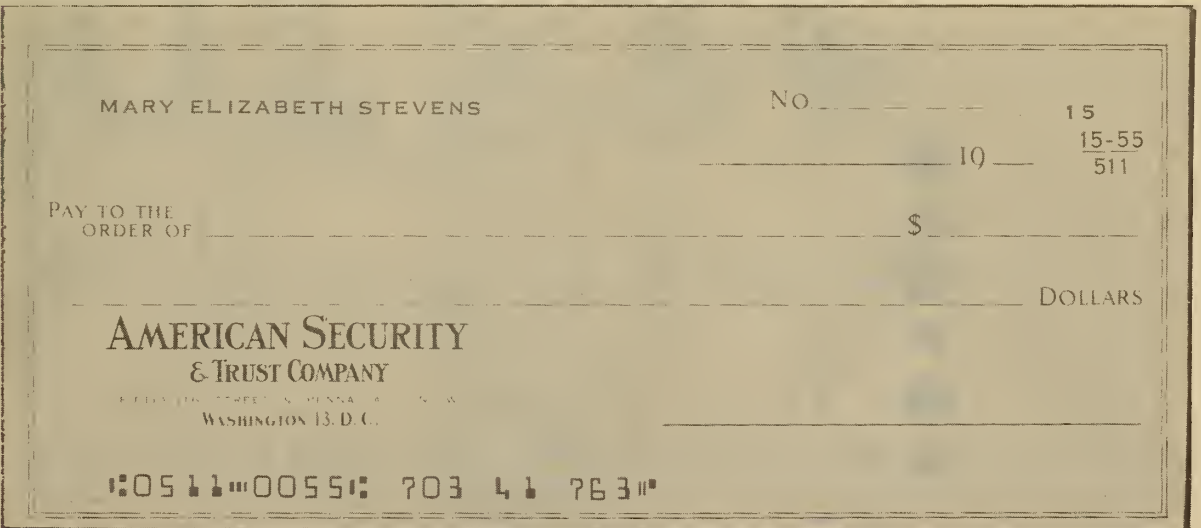 MARY ELIZABETH STEVENS
No.
15
15-55
511
19
PAY TO THE
ORDER OF $
DOLLARS
AMERICAN SECURITY
& TRUST COMPANY
WASHINGTON 13, D. C.
⑆0511⑉0055⑆ 703 41 763⑈